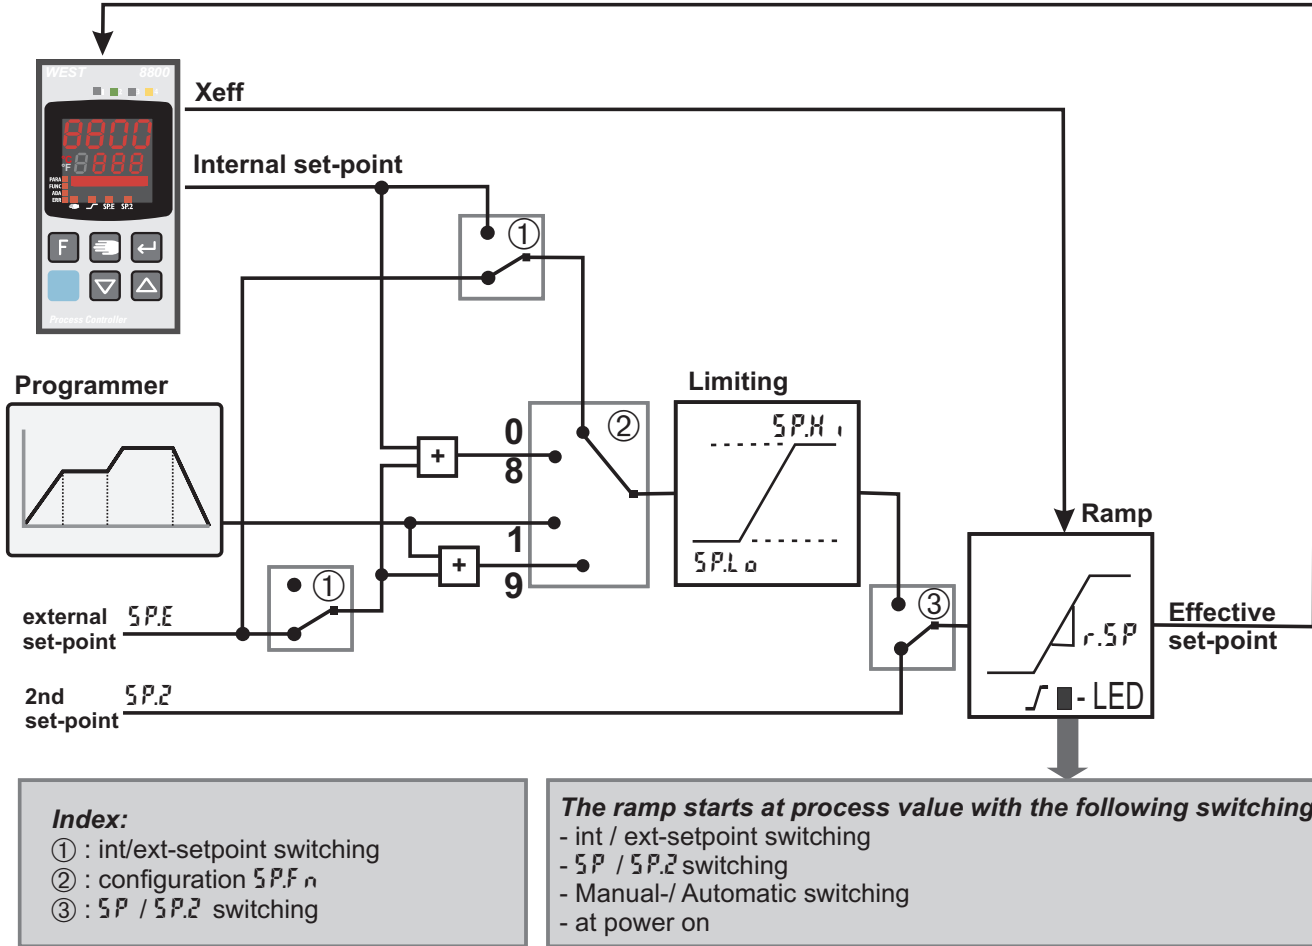 WEST 8800
8800
°F 8888
PARA
FUNC
ADA
ERR
SP.E SP.2
F
Process Controller
Xeff
Internal set-point
①
Programmer
+
0
8
②
Limiting
SP.Hi
SP.Lo
1
+
9
①
external
set-point
SP.E
2nd
set-point
SP.2
③
Ramp
r.SP
- LED
Effective
set-point
Index:
① : int/ext-setpoint switching
② : configuration SP.Fn
③ : SP / SP.2 switching
The ramp starts at process value with the following switching
- int / ext-setpoint switching
- SP / SP.2 switching
- Manual-/ Automatic switching
- at power on